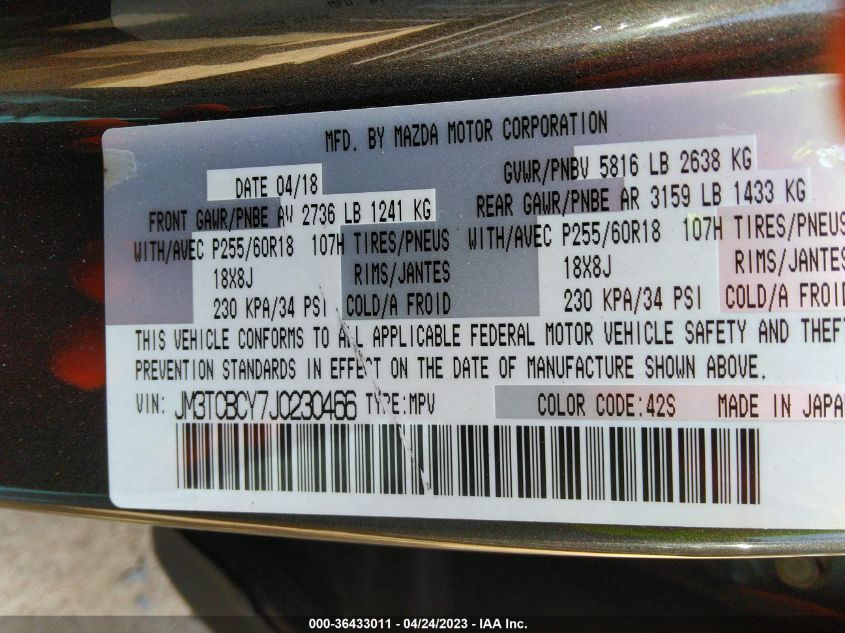 MFD. BY MAZDA MOTOR CORPORATION
DATE 04/18 GVWR/PNBV 5816 LB 2638 KG
FRONT GAWR/PNBE AV 2736 LB 1241 KG REAR GAWR/PNBE AR 3159 LB 1433 KG
WITH/AVEC P255/60R18 107H TIRES/PNEUS WITH/AVEC P255/60R18 107H TIRES/PNEUS
18X8J RIMS/JANTES 18X8J RIMS/JANTES
230 KPA/34 PSI COLD/A FROID 230 KPA/34 PSI COLD/A FROID
THIS VEHICLE CONFORMS TO ALL APPLICABLE FEDERAL MOTOR VEHICLE SAFETY AND THEFT
PREVENTION STANDARDS IN EFFECT ON THE DATE OF MANUFACTURE SHOWN ABOVE.
VIN: JM3TCBCY7J0230466 TYPE:MPV COLOR CODE:42S MADE IN JAPAN
000-36433011 - 04/24/2023 - IAA Inc.